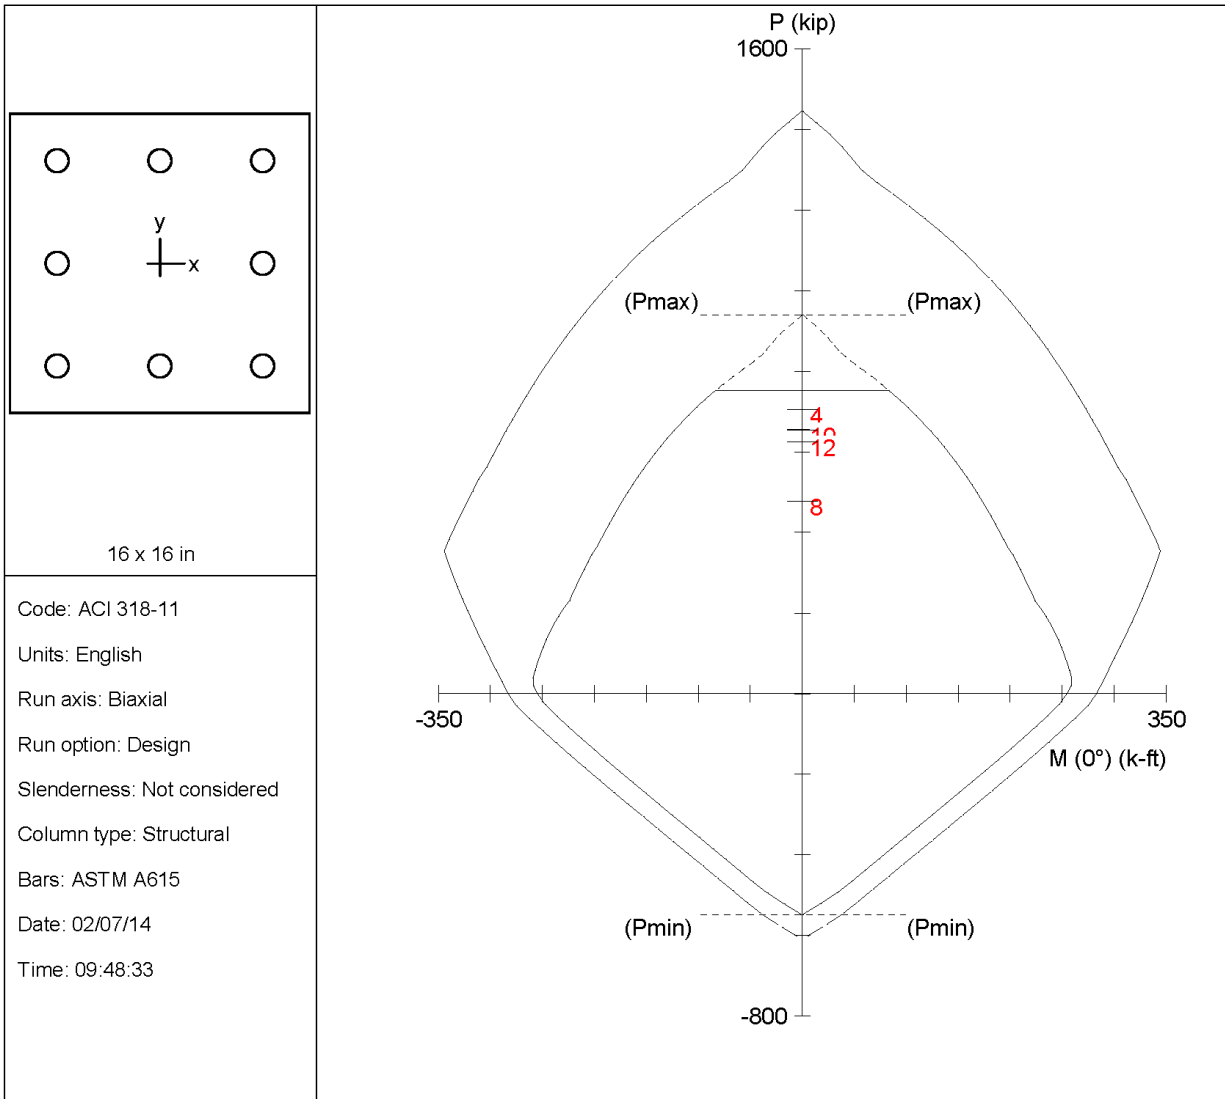 y
x
16 x 16 in
Code: ACI 318-11
Units: English
Run axis: Biaxial
Run option: Design
Slenderness: Not considered
Column type: Structural
Bars: ASTM A615
Date: 02/07/14
Time: 09:48:33
P (kip)
1600
(Pmax) (Pmax)
4
10
12
8
-350 350
M (0°) (k-ft)
(Pmin) (Pmin)
-800